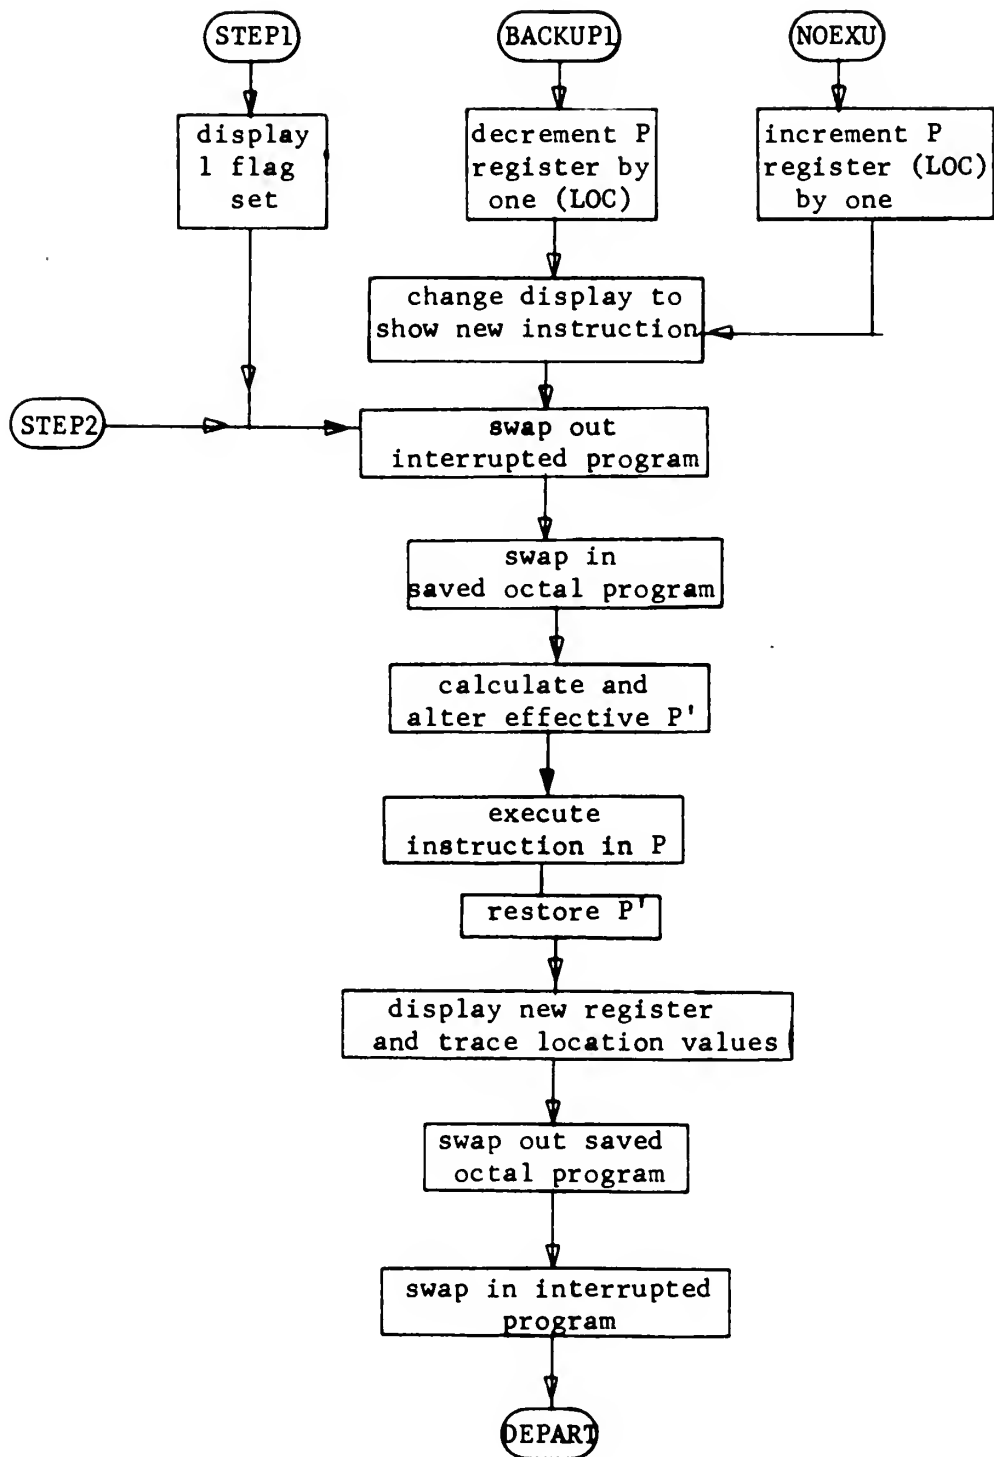 STEP1
BACKUP1
NOEXU
display
1 flag
set
decrement P
register by
one (LOC)
increment P
register (LOC)
by one
change display to
show new instruction
STEP2
swap out
interrupted program
swap in
saved octal program
calculate and
alter effective P'
execute
instruction in P
restore P'
display new register
and trace location values
swap out saved
octal program
swap in interrupted
program
DEPART